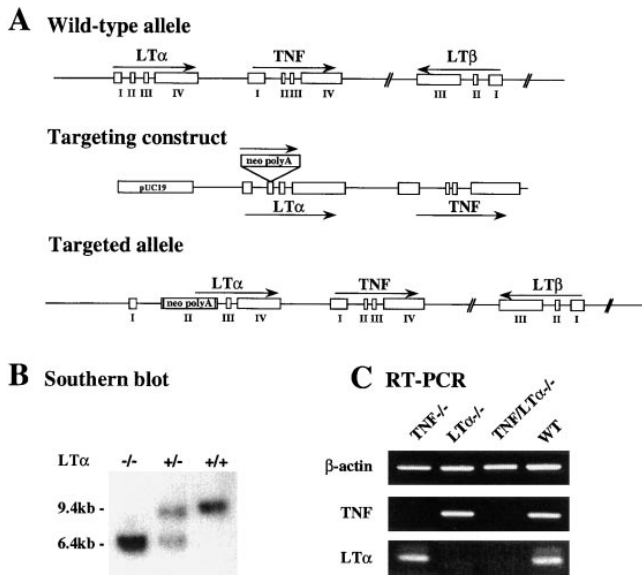 A Wild-type allele
LTα TNF LTβ
I II III IV I II III IV III II I
Targeting construct
neo polyA
pUC19
LTα TNF
Targeted allele
LTα TNF LTβ
neo polyA
I II III IV I II III IV III II I
B Southern blot
LTα -/- +/- +/+
9.4kb -
6.4kb -
C RT-PCR
TNF-/- LTα-/- TNF/LTα-/- WT
β-actin
TNF
LTα